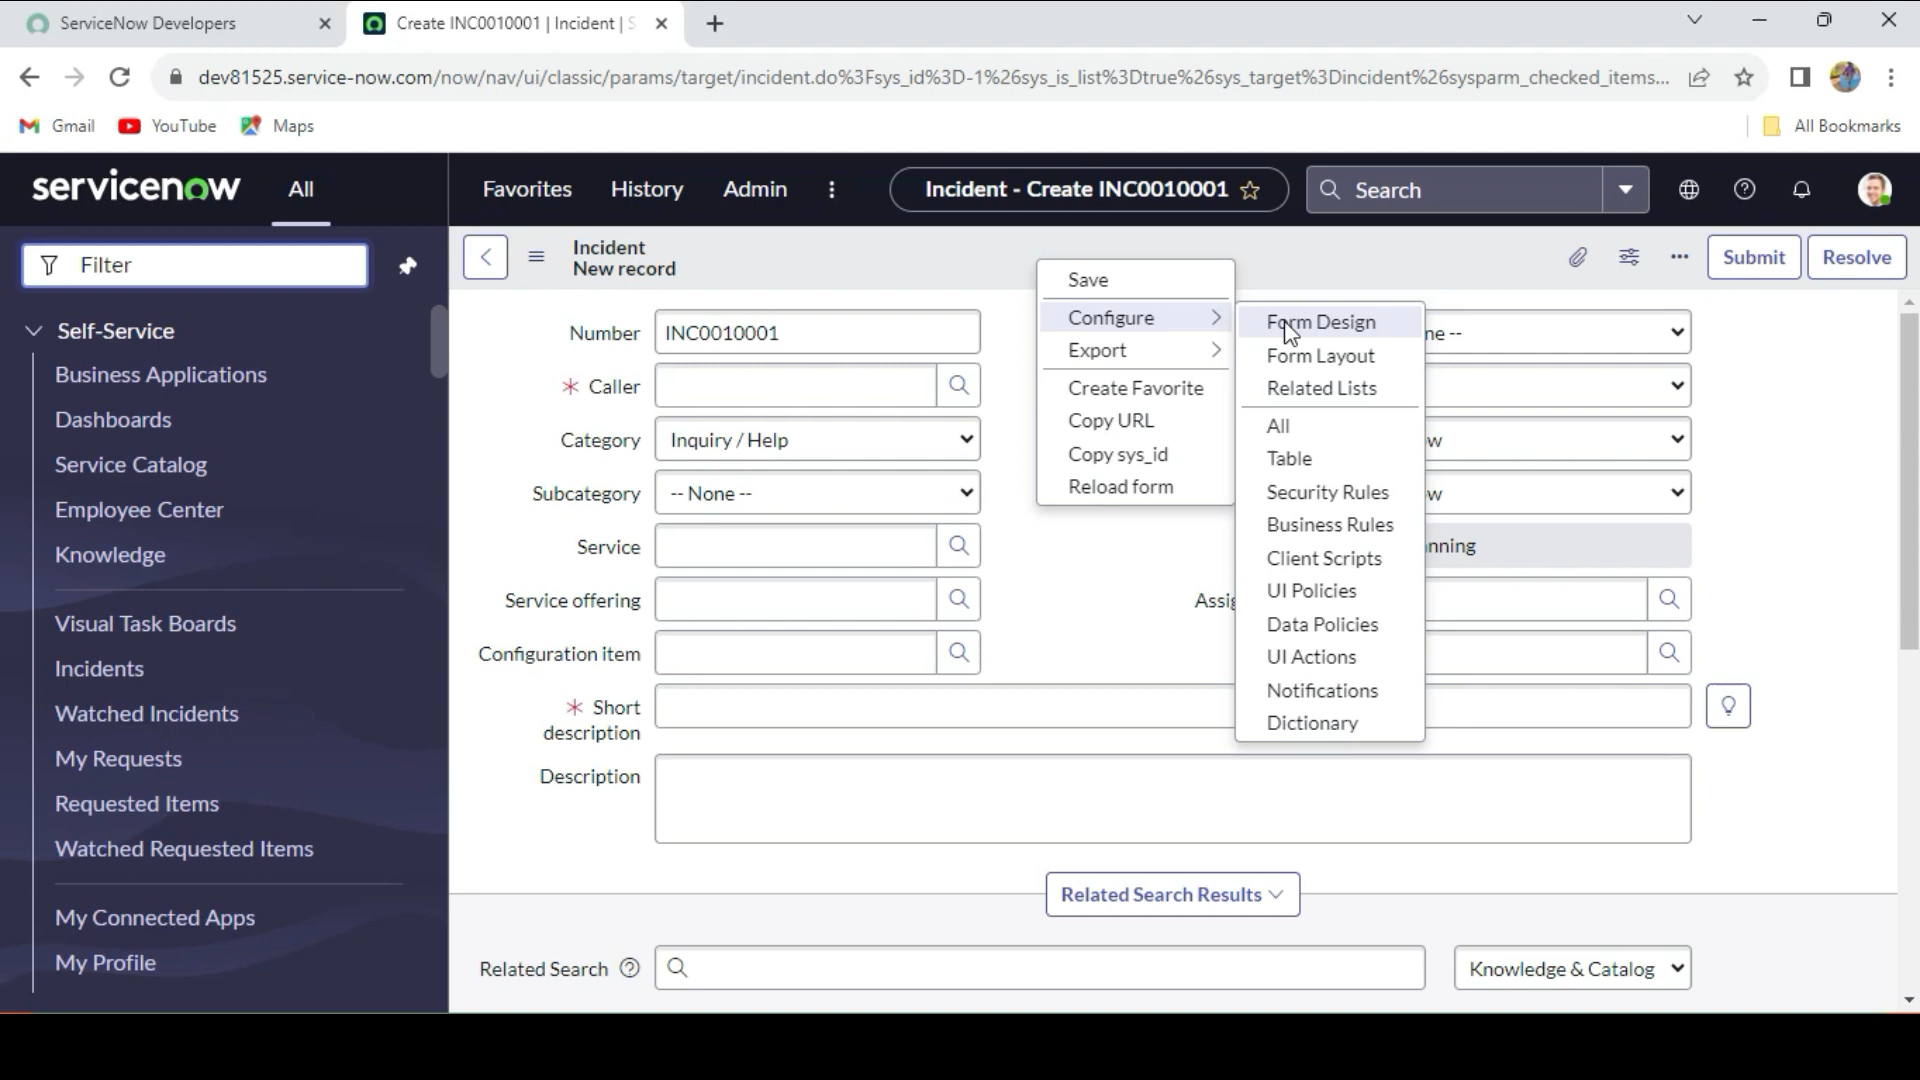 ServiceNow Developers
Create INC0010001 | Incident | S
dev81525.service-now.com/now/nav/ui/classic/params/target/incident.do%3Fsys_id%3D-1%26sys_is_list%3Dtrue%26sys_target%3Dincident%26sysparm_checked_items...
Gmail YouTube Maps All Bookmarks
servicenow All Favorites History Admin Incident - Create INC0010001 Search
Filter
Incident
New record
Submit Resolve
Self-Service
Business Applications
Dashboards
Service Catalog
Employee Center
Knowledge
Visual Task Boards
Incidents
Watched Incidents
My Requests
Requested Items
Watched Requested Items
My Connected Apps
My Profile
Number INC0010001
* Caller
Category Inquiry / Help
Subcategory -- None --
Service
Service offering
Configuration item
* Short
description
Description
Save
Configure
Export
Create Favorite
Copy URL
Copy sys_id
Reload form
Form Design
Form Layout
Related Lists
All
Table
Security Rules
Business Rules
Client Scripts
UI Policies
Data Policies
UI Actions
Notifications
Dictionary
ne --
w
w
nning
Assig
Related Search Results
Related Search
Knowledge & Catalog